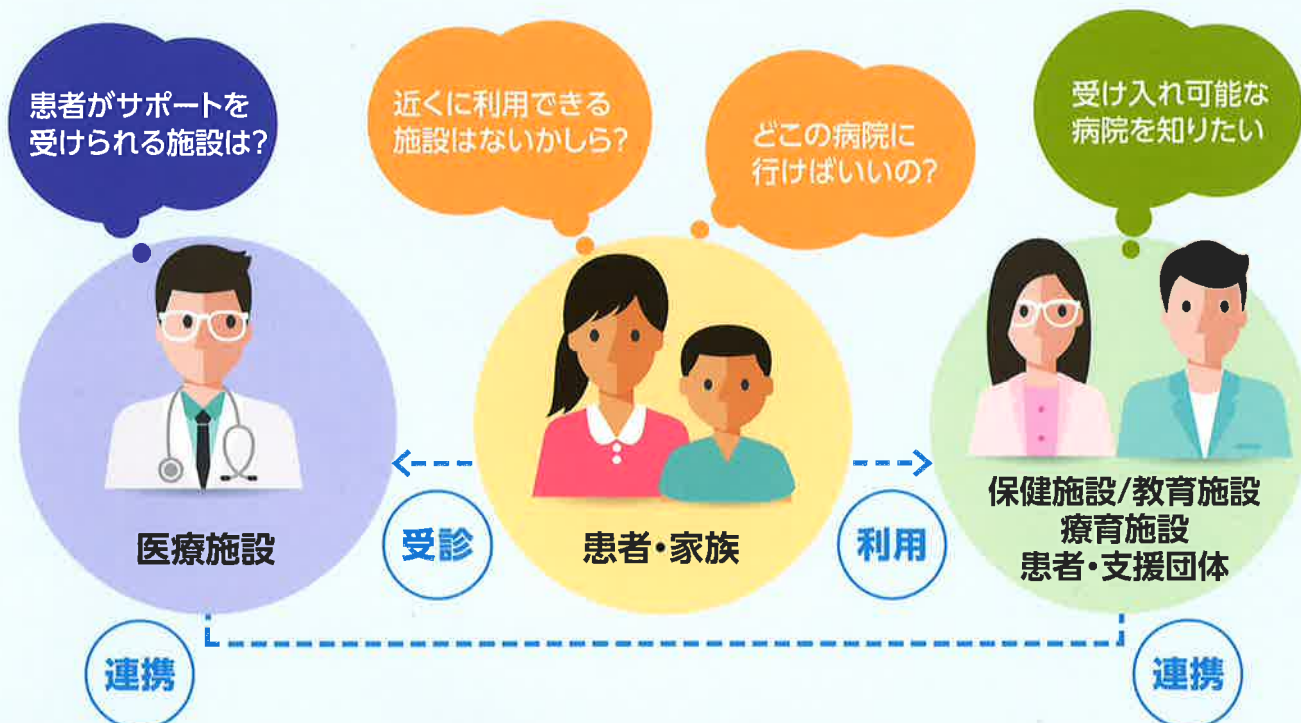 患者がサポートを
受けられる施設は?
近くに利用できる
施設はないかしら?
どこの病院に
行けばいいの?
受け入れ可能な
病院を知りたい
医療施設
受診
患者・家族
利用
保健施設/教育施設
療育施設
患者・支援団体
連携
連携